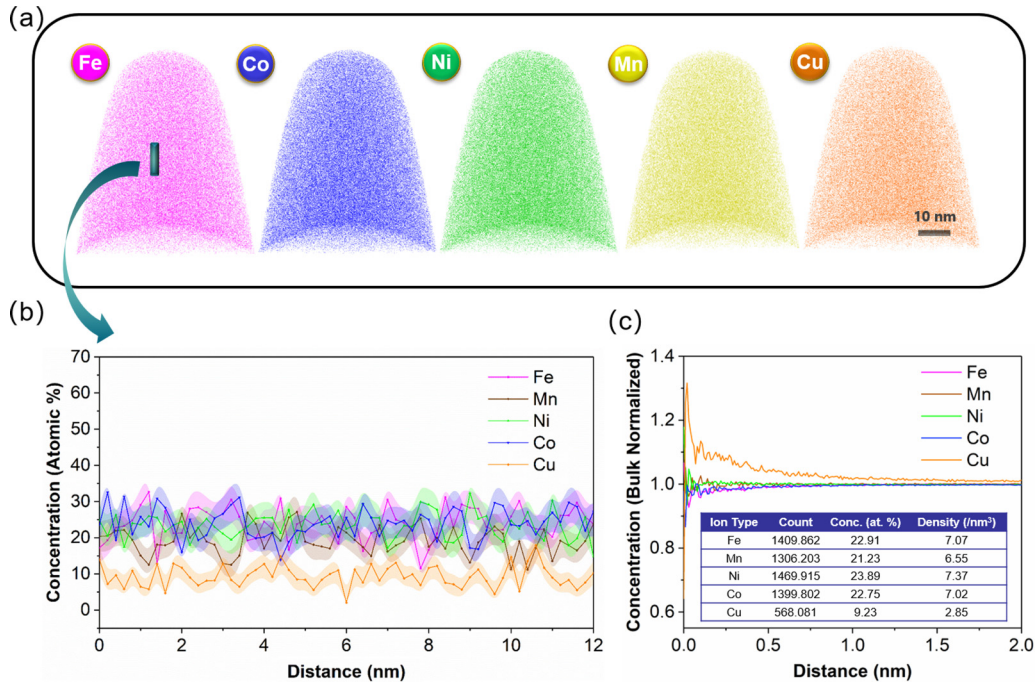 (a)
Fe Co Ni Mn Cu
10 nm
(b)
Concentration (Atomic %)
70
60
50
40
30
20
10
0
Fe
Mn
Ni
Co
Cu
0 2 4 6 8 10 12
Distance (nm)
(c)
Concentration (Bulk Normalized)
1.4
1.2
1.0
0.8
0.6
Fe
Mn
Ni
Co
Cu
Ion Type Count Conc. (at. %) Density (/nm³)
Fe 1409.862 22.91 7.07
Mn 1306.203 21.23 6.55
Ni 1469.915 23.89 7.37
Co 1399.802 22.75 7.02
Cu 568.081 9.23 2.85
0.0 0.5 1.0 1.5 2.0
Distance (nm)